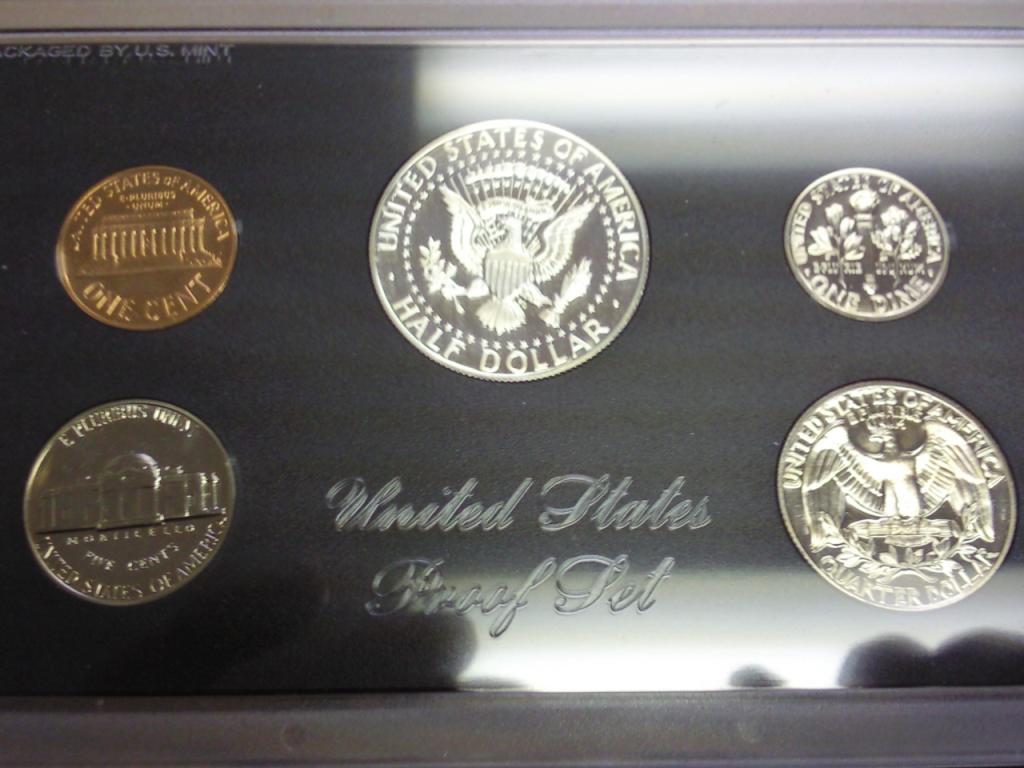 PACKAGED BY U.S. MINT
UNITED STATES OF AMERICA
E·PLURIBUS
UNUM·
ONE CENT
UNITED STATES OF AMERICA
HALF DOLLAR
UNITED STATES OF AMERICA
ONE DIME
E PLURIBUS UNUM
MONTICELLO
FIVE CENTS
UNITED STATES OF AMERICA
UNITED STATES OF AMERICA
QUARTER DOLLAR
United States
Proof Set